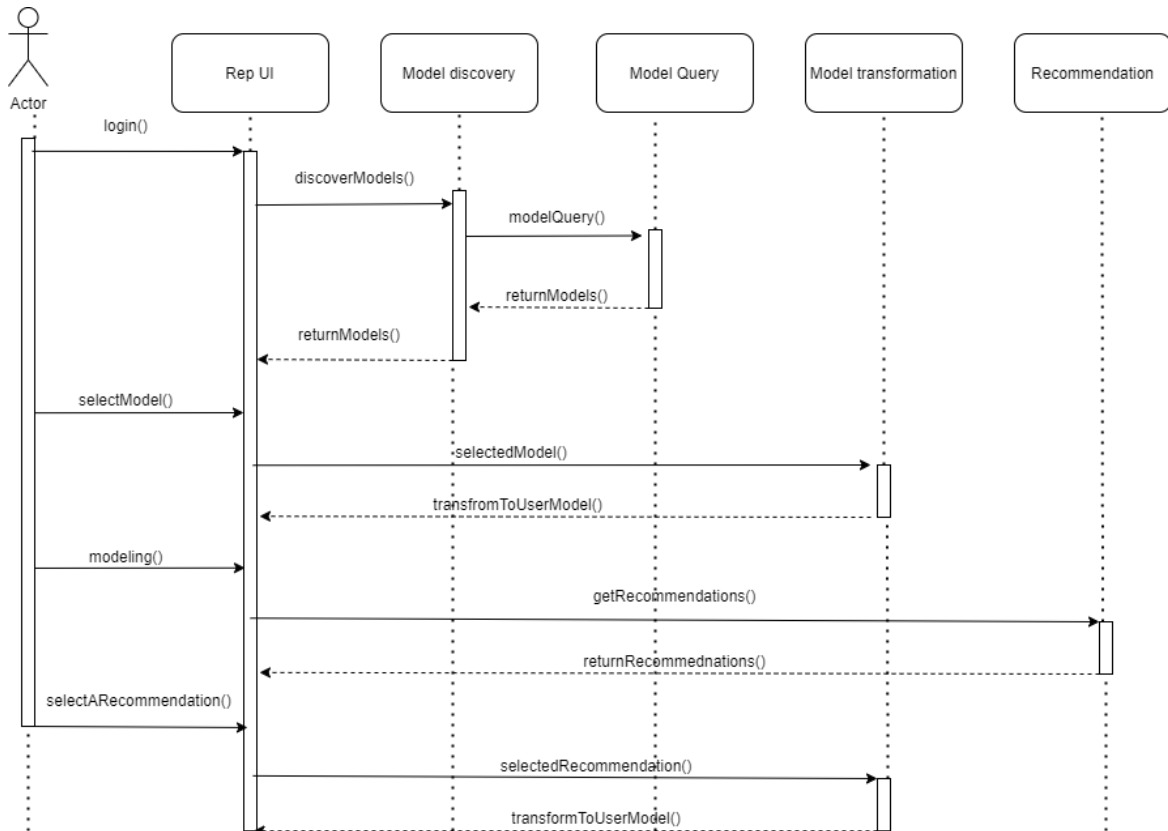 Actor
Rep UI
Model discovery
Model Query
Model transformation
Recommendation
login()
discoverModels()
modelQuery()
returnModels()
returnModels()
selectModel()
selectedModel()
transfromToUserModel()
modeling()
getRecommendations()
returnRecommednations()
selectARecommendation()
selectedRecommendation()
transformToUserModel()